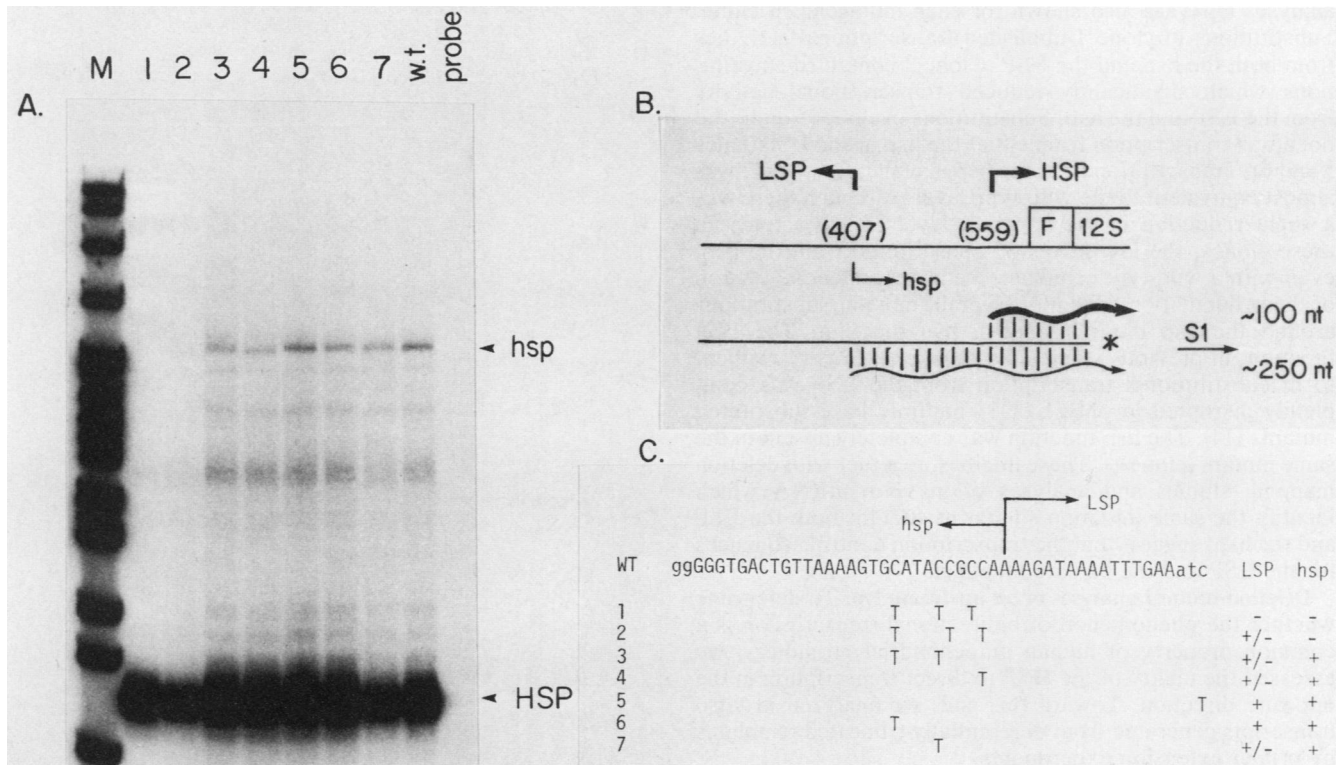 A.
M 1 2 3 4 5 6 7 w.t. probe
hsp
HSP
B.
LSP HSP
(407) (559) F 12S
hsp
~100 nt
* S1
~250 nt
C.
LSP
hsp
WT ggGGGTGACTGTTAAAAGTGCATACCGCCAAAAGATAAAATTTGAAatc LSP hsp
1 T T T
2 T T T +/- -
3 T T +/- +
4 T +/- +
5 T + +
6 T + +
7 T +/- +